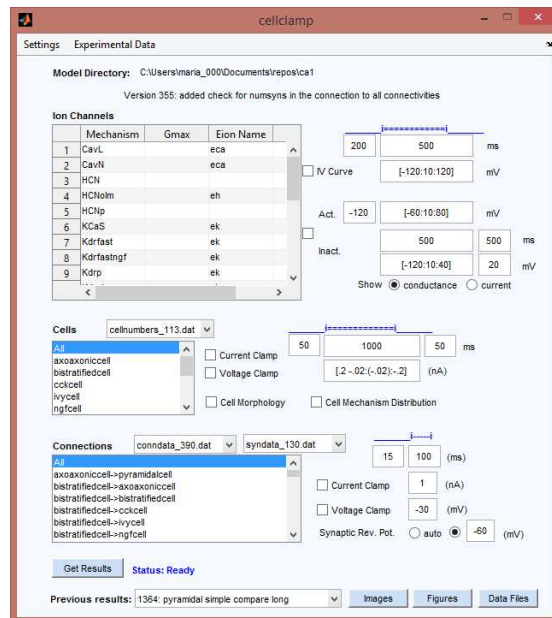 cellclamp
Settings Experimental Data
Model Directory: C:\Users\maria_000\Documents\repos\ca1
Version 355: added check for numsyns in the connection to all connectivities
Ion Channels
Mechanism Gmax Eion Name
1 CavL eca
2 CavN eca
3 HCN
4 HCNolm eh
5 HCNp
6 KCaS ek
7 Kdrfast ek
8 Kdrfastngf ek
9 Kdrp ek
i============i
200 500 ms
IV Curve [-120:10:120] mV
Act. -120 [-60:10:80] mV
Inact. 500 500 ms
[-120:10:40] 20 mV
Show conductance current
Cells cellnumbers_113.dat
All
axoaxoniccell
bistratifiedcell
cckcell
ivycell
ngfcell
i=============i
50 1000 50 ms
Current Clamp
Voltage Clamp [.2 -.02:(-.02):-.2] (nA)
Cell Morphology Cell Mechanism Distribution
Connections conndata_390.dat syndata_130.dat
All
axoaxoniccell->pyramidalcell
bistratifiedcell->axoaxoniccell
bistratifiedcell->bistratifiedcell
bistratifiedcell->cckcell
bistratifiedcell->ivycell
bistratifiedcell->ngfcell
i-----i
15 100 (ms)
Current Clamp 1 (nA)
Voltage Clamp -30 (mV)
Synaptic Rev. Pot. auto -60 (mV)
Get Results Status: Ready
Previous results: 1364: pyramidal simple compare long Images Figures Data Files